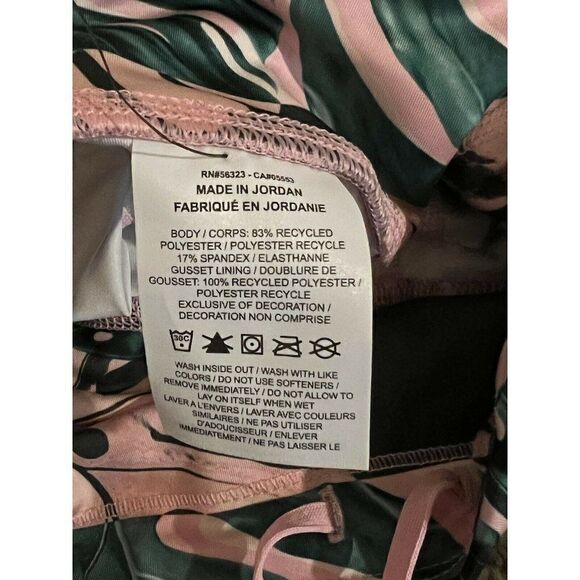 RN#56323 - CA#05553
MADE IN JORDAN
FABRIQUÉ EN JORDANIE
BODY / CORPS: 83% RECYCLED
POLYESTER / POLYESTER RECYCLE
17% SPANDEX / ELASTHANNE
GUSSET LINING / DOUBLURE DE
GOUSSET: 100% RECYCLED POLYESTER /
POLYESTER RECYCLE
EXCLUSIVE OF DECORATION /
DECORATION NON COMPRISE
30C
WASH INSIDE OUT / WASH WITH LIKE
COLORS / DO NOT USE SOFTENERS /
REMOVE IMMEDIATELY / DO NOT ALLOW TO
LAY ON ITSELF WHEN WET
LAVER A L'ENVERS / LAVER AVEC COULEURS
SIMILAIRES / NE PAS UTILISER
D'ADOUCISSEUR / ENLEVER
IMMEDIATEMENT / NE PAS LAISSER LE